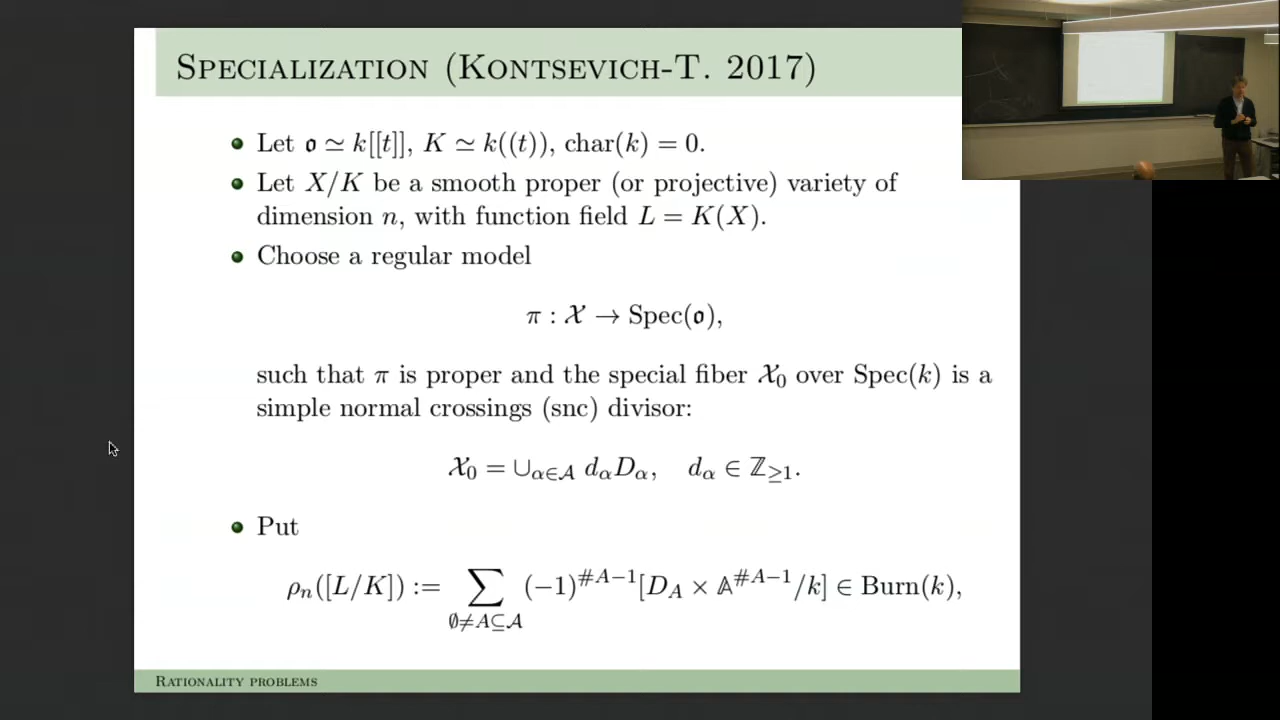 SPECIALIZATION (KONTSEVICH-T. 2017)
Let 𝔬 ≃ k[[t]], K ≃ k((t)), char(k) = 0.
Let X/K be a smooth proper (or projective) variety of
dimension n, with function field L = K(X).
Choose a regular model
π : 𝒳 → Spec(𝔬),
such that π is proper and the special fiber 𝒳₀ over Spec(k) is a
simple normal crossings (snc) divisor:
𝒳₀ = ∪_{α∈𝒜} d_α D_α, d_α ∈ ℤ_{≥1}.
Put
ρₙ([L/K]) := ∑_{∅≠A⊆𝒜} (−1)^{#A−1}[D_A × 𝔸^{#A−1}/k] ∈ Burn(k),
RATIONALITY PROBLEMS